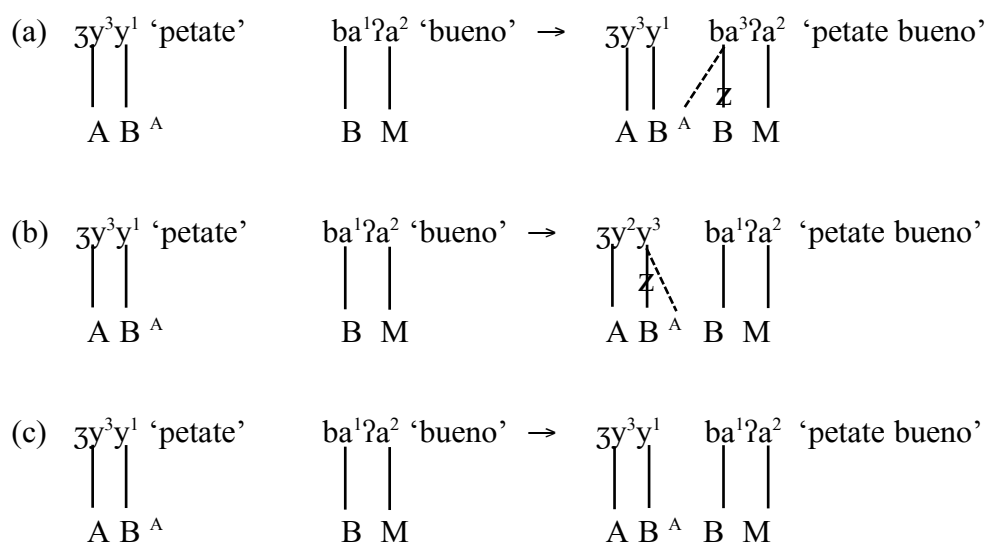 (a) ʒy³y¹ ‘petate’ ba¹ʔa² ‘bueno’ → ʒy³y¹ ba³ʔa² ‘petate bueno’
z
A B ᴬ B M A B ᴬ B M
(b) ʒy³y¹ ‘petate’ ba¹ʔa² ‘bueno’ → ʒy²y³ ba¹ʔa² ‘petate bueno’
z
A B ᴬ B M A B ᴬ B M
(c) ʒy³y¹ ‘petate’ ba¹ʔa² ‘bueno’ → ʒy³y¹ ba¹ʔa² ‘petate bueno’
A B ᴬ B M A B ᴬ B M